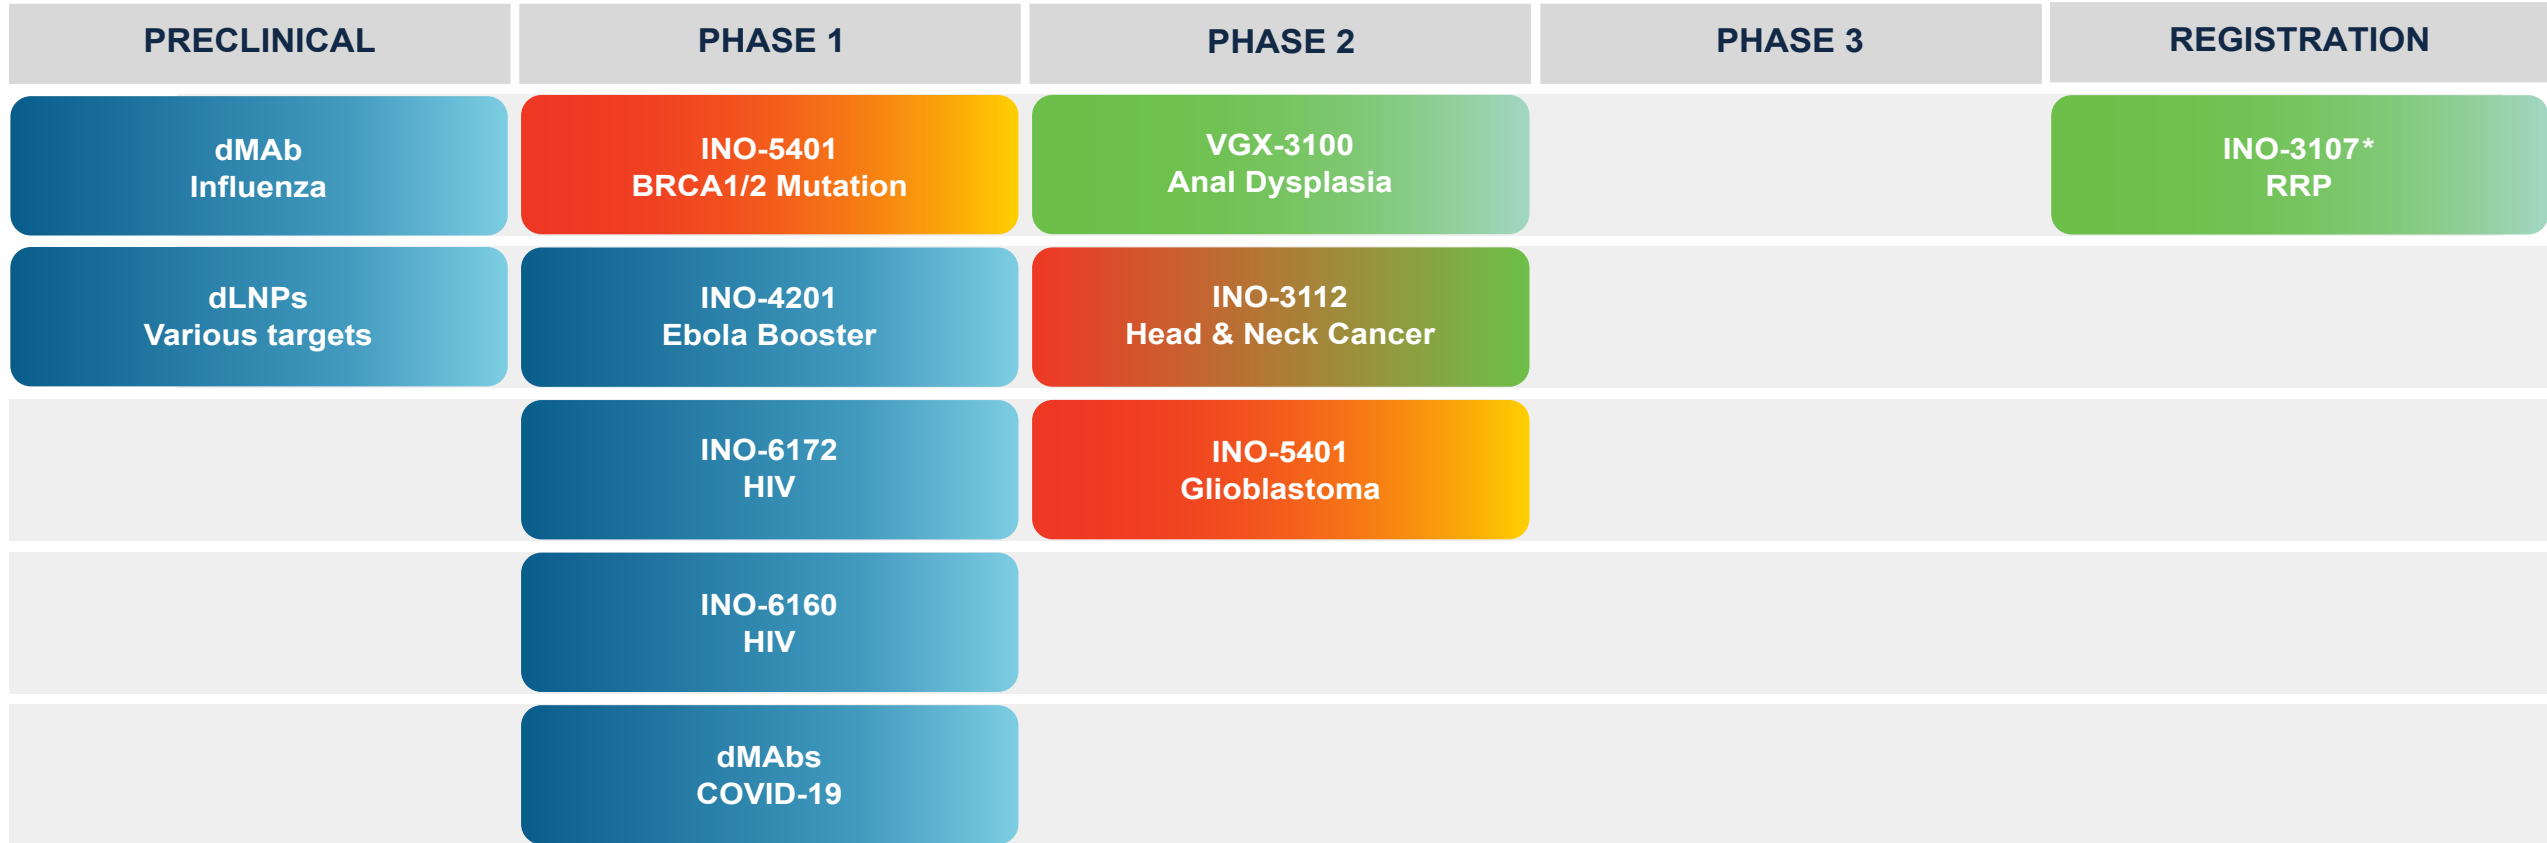 PRECLINICAL
PHASE 1
PHASE 2
PHASE 3
REGISTRATION
dMAb
Influenza
INO-5401
BRCA1/2 Mutation
VGX-3100
Anal Dysplasia
INO-3107*
RRP
dLNPs
Various targets
INO-4201
Ebola Booster
INO-3112
Head & Neck Cancer
INO-6172
HIV
INO-5401
Glioblastoma
INO-6160
HIV
dMAbs
COVID-19